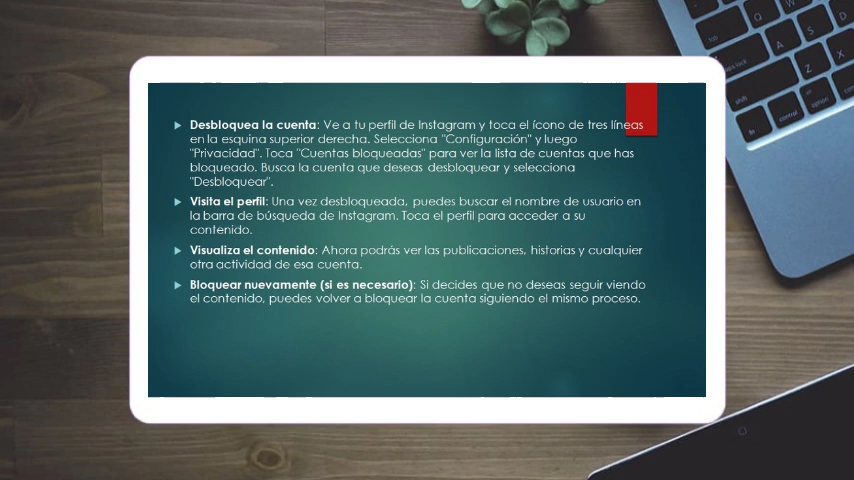 Desbloquea la cuenta: Ve a tu perfil de Instagram y toca el ícono de tres líneas
en la esquina superior derecha. Selecciona "Configuración" y luego
"Privacidad". Toca "Cuentas bloqueadas" para ver la lista de cuentas que has
bloqueado. Busca la cuenta que deseas desbloquear y selecciona
"Desbloquear".
Visita el perfil: Una vez desbloqueada, puedes buscar el nombre de usuario en
la barra de búsqueda de Instagram. Toca el perfil para acceder a su
contenido.
Visualiza el contenido: Ahora podrás ver las publicaciones, historias y cualquier
otra actividad de esa cuenta.
Bloquear nuevamente (si es necesario): Si decides que no deseas seguir viendo
el contenido, puedes volver a bloquear la cuenta siguiendo el mismo proceso.